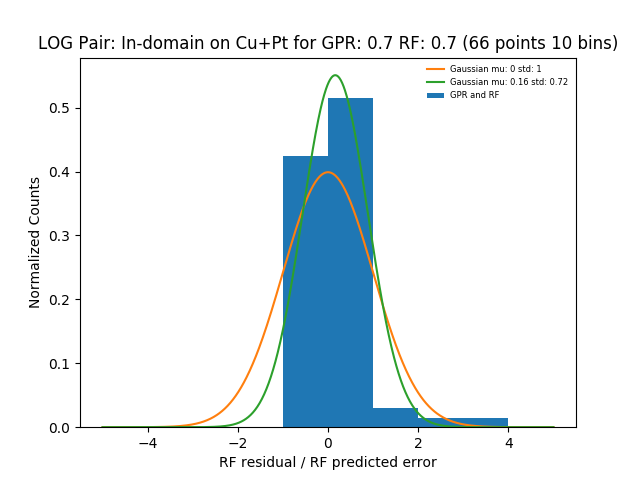 LOG Pair: In-domain on Cu+Pt for GPR: 0.7 RF: 0.7 (66 points 10 bins)
Gaussian mu: 0 std: 1
Gaussian mu: 0.16 std: 0.72
GPR and RF
Normalized Counts
0.5
0.4
0.3
0.2
0.1
0.0
−4 −2 0 2 4
RF residual / RF predicted error